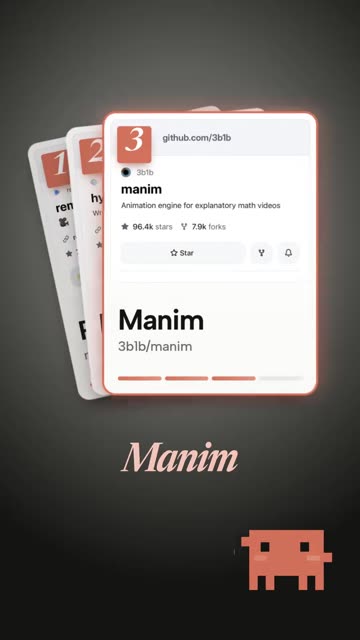 1
2
3
github.com/3b1b
3b1b
manim
Animation engine for explanatory math videos
96.4k stars 7.9k forks
Star
Manim
3b1b/manim
Manim